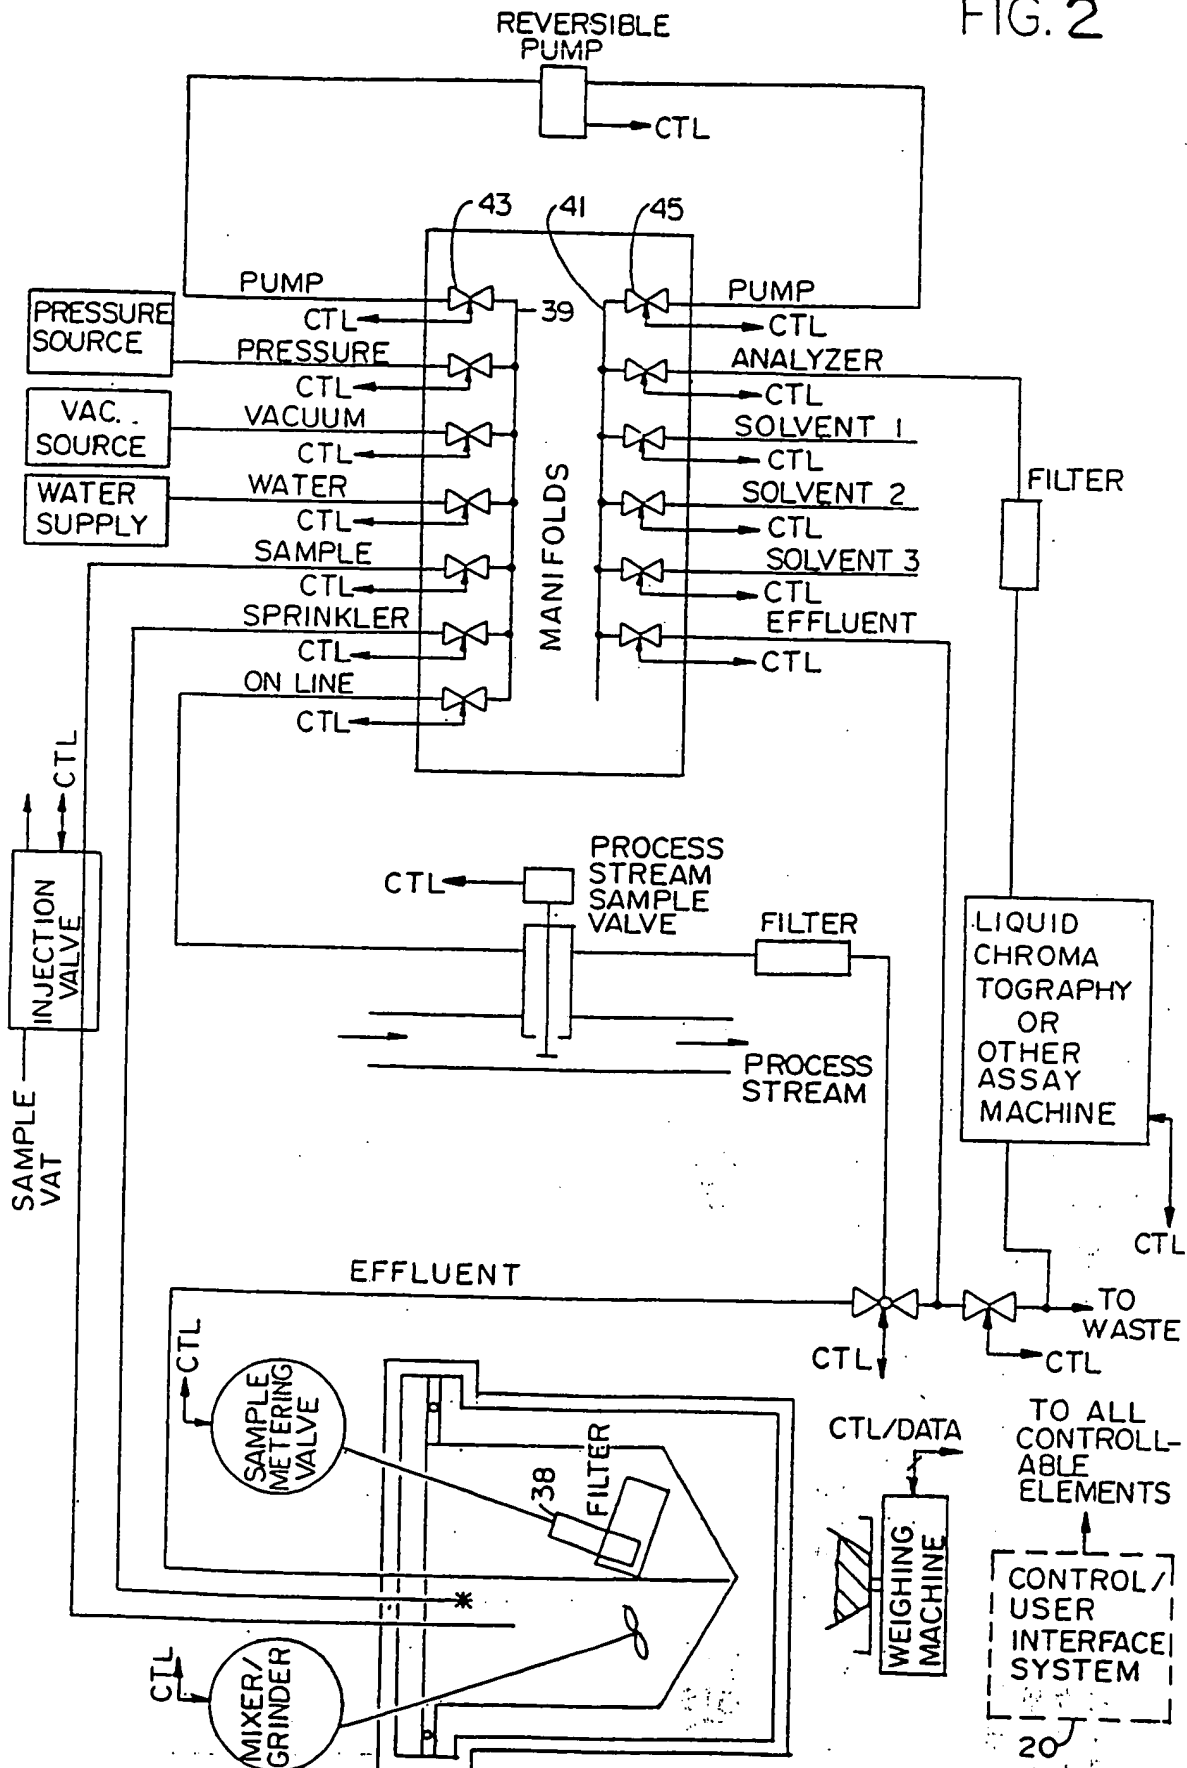 FIG. 2
REVERSIBLE
PUMP
CTL
43
41
45
PUMP
CTL
39
PUMP
CTL
PRESSURE
SOURCE
PRESSURE
CTL
ANALYZER
CTL
VAC.
SOURCE
VACUUM
CTL
SOLVENT 1
CTL
WATER
SUPPLY
WATER
CTL
SOLVENT 2
CTL
FILTER
MANIFOLDS
SAMPLE
CTL
SOLVENT 3
CTL
SPRINKLER
CTL
EFFLUENT
CTL
ON LINE
CTL
CTL
INJECTION
VALVE
SAMPLE
VAT
CTL
PROCESS
STREAM
SAMPLE
VALVE
FILTER
PROCESS
STREAM
LIQUID
CHROMA
TOGRAPHY
OR
OTHER
ASSAY
MACHINE
CTL
EFFLUENT
TO
WASTE
CTL
CTL
CTL
SAMPLE
METERING
VALVE
38
FILTER
CTL
MIXER/
GRINDER
CTL/DATA
WEIGHING
MACHINE
TO ALL
CONTROLL-
ABLE
ELEMENTS
CONTROL/
USER
INTERFACE
SYSTEM
20